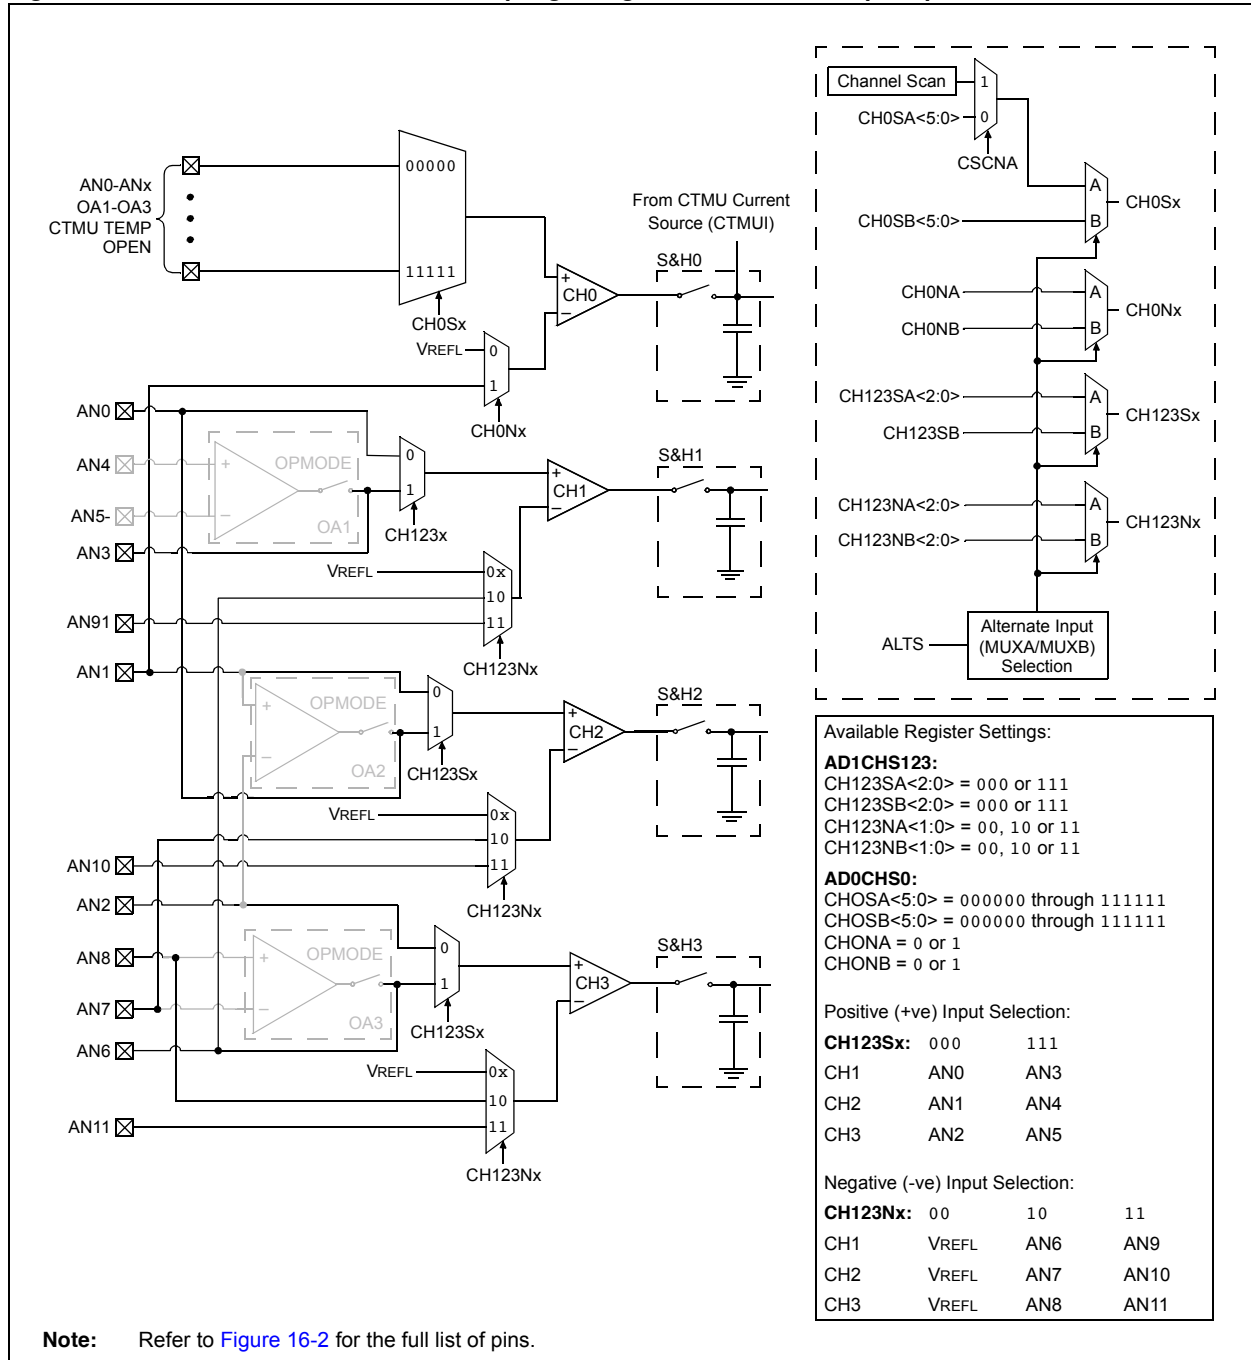 AN0-ANx
OA1-OA3
CTMU TEMP
OPEN
00000
11111
CH0Sx
From CTMU Current
Source (CTMUI)
S&H0
+
CH0
–
VREFL
0
1
CH0Nx
AN0
AN4
AN5-
AN3
+
–
OPMODE
OA1
0
1
CH123x
+
CH1
–
S&H1
VREFL
0x
10
11
CH123Nx
AN91
AN1
+
–
OPMODE
OA2
0
1
CH123Sx
+
CH2
–
S&H2
VREFL
0x
10
11
CH123Nx
AN10
AN2
AN8
AN7
AN6
+
–
OPMODE
OA3
0
1
CH123Sx
+
CH3
–
S&H3
VREFL
0x
10
11
CH123Nx
AN11
Channel Scan
1
CH0SA<5:0>
0
CSCNA
A
CH0Sx
CH0SB<5:0>
B
CH0NA
A
CH0Nx
CH0NB
B
CH123SA<2:0>
A
CH123Sx
CH123SB
B
CH123NA<2:0>
A
CH123Nx
CH123NB<2:0>
B
ALTS
Alternate Input
(MUXA/MUXB)
Selection
Available Register Settings:
AD1CHS123:
CH123SA<2:0> = 000 or 111
CH123SB<2:0> = 000 or 111
CH123NA<1:0> = 00, 10 or 11
CH123NB<1:0> = 00, 10 or 11
AD0CHS0:
CHOSA<5:0> = 000000 through 111111
CHOSB<5:0> = 000000 through 111111
CHONA = 0 or 1
CHONB = 0 or 1
Positive (+ve) Input Selection:
CH123Sx: 000 111
CH1 AN0 AN3
CH2 AN1 AN4
CH3 AN2 AN5
Negative (-ve) Input Selection:
CH123Nx: 00 10 11
CH1 VREFL AN6 AN9
CH2 VREFL AN7 AN10
CH3 VREFL AN8 AN11
Note: Refer to Figure 16-2 for the full list of pins.